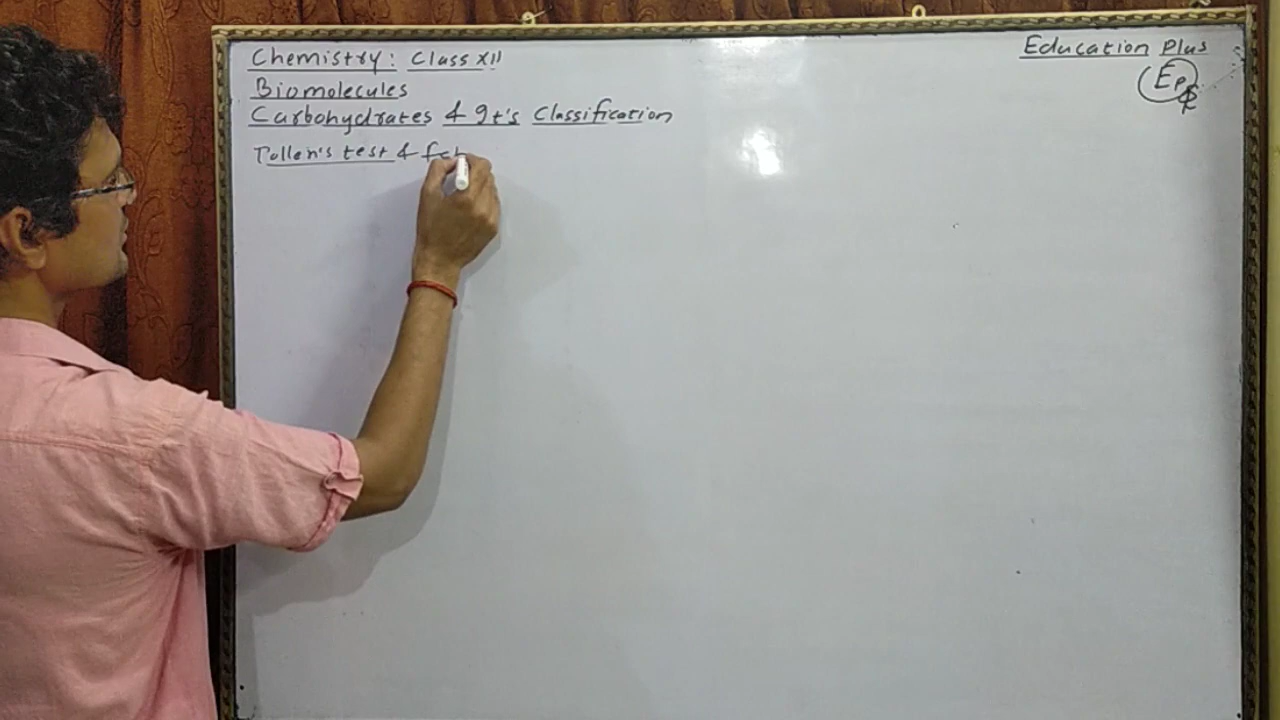 Chemistry: Class XII
Biomolecules
Carbohydrates & It's Classification
Tollen's test &
Education Plus
EP